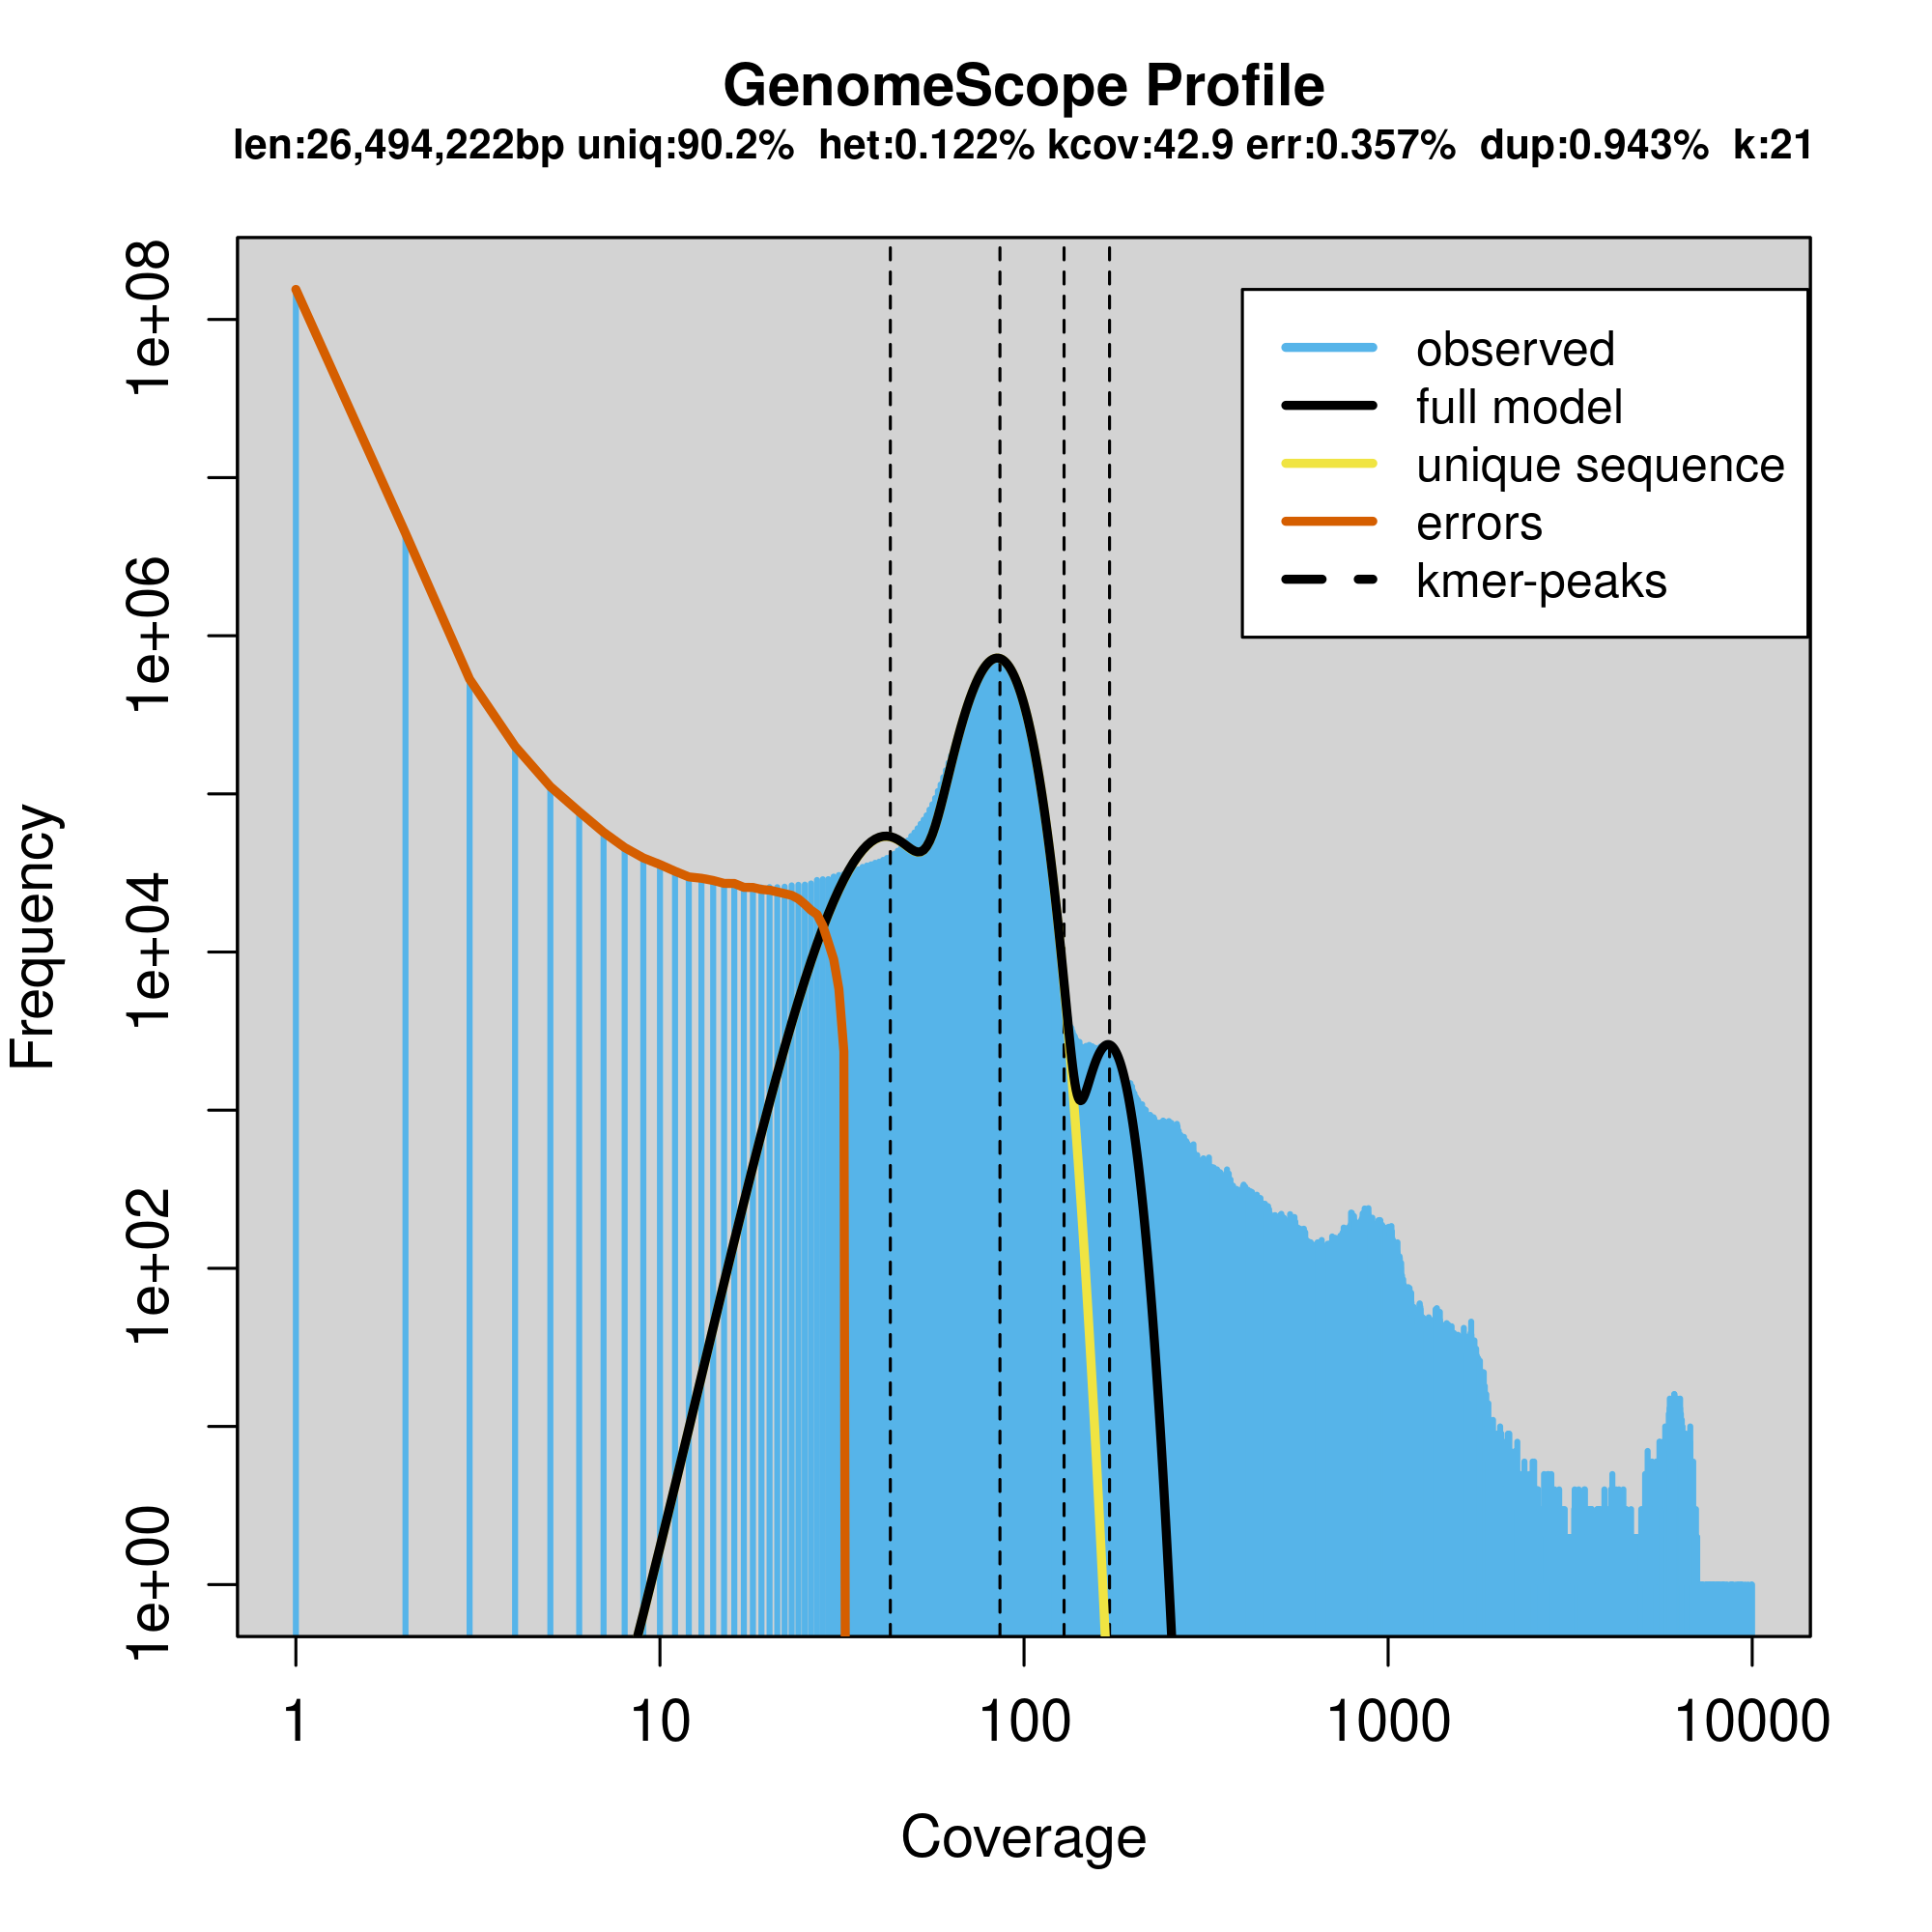 GenomeScope Profile
len:26,494,222bp uniq:90.2% het:0.122% kcov:42.9 err:0.357% dup:0.943% k:21
observed
full model
unique sequence
errors
kmer-peaks
Frequency
1e+08
1e+06
1e+04
1e+02
1e+00
1 10 100 1000 10000
Coverage